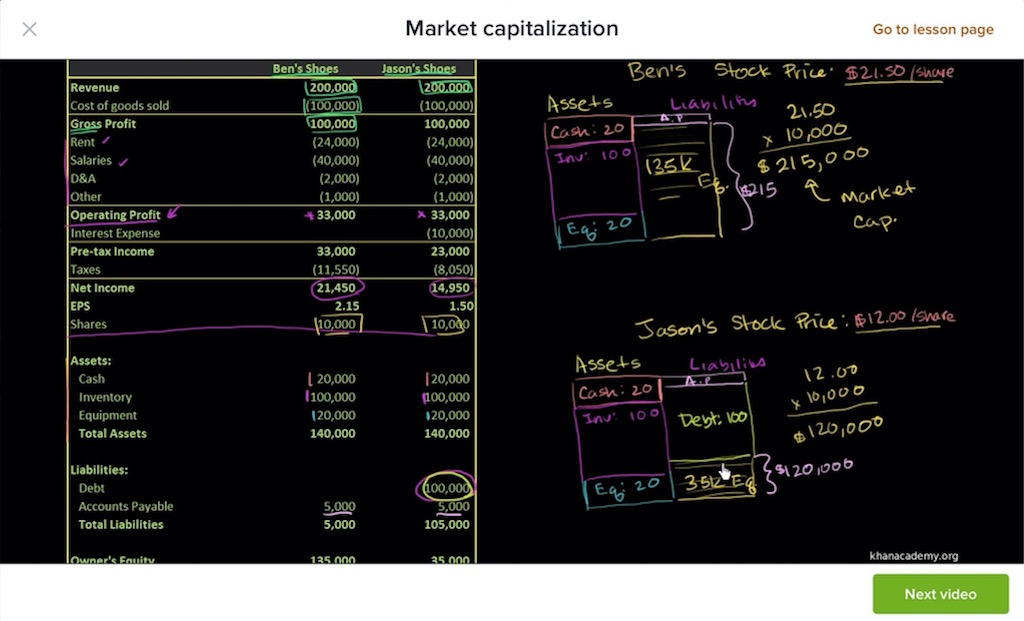 Market capitalization
Go to lesson page
Ben's Shoes Jason's Shoes
Revenue 200,000 200,000
Cost of goods sold (100,000) (100,000)
Gross Profit 100,000 100,000
Rent (24,000) (24,000)
Salaries (40,000) (40,000)
D&A (2,000) (2,000)
Other (1,000) (1,000)
Operating Profit 33,000 33,000
Interest Expense (10,000)
Pre-tax Income 33,000 23,000
Taxes (11,550) (8,050)
Net Income 21,450 14,950
EPS 2.15 1.50
Shares 10,000 10,000
Assets:
Cash 20,000 20,000
Inventory 100,000 100,000
Equipment 20,000 20,000
Total Assets 140,000 140,000
Liabilities:
Debt 100,000
Accounts Payable 5,000 5,000
Total Liabilities 5,000 105,000
Owner's Equity 135,000 35,000
Ben's Stock Price: $21.50/share
Assets Liability
Cash: 20
A.P
Inv: 100
135K
Eq.
Eq: 20
$215
21.50
x 10,000
$215,000
Market
Cap.
Jason's Stock Price: $12.00/share
Assets Liabilities
Cash: 20
A.P
Inv: 100
Debt: 100
Eq: 20
35k Eq
$120,000
12.00
x 10,000
$120,000
khanacademy.org
Next video